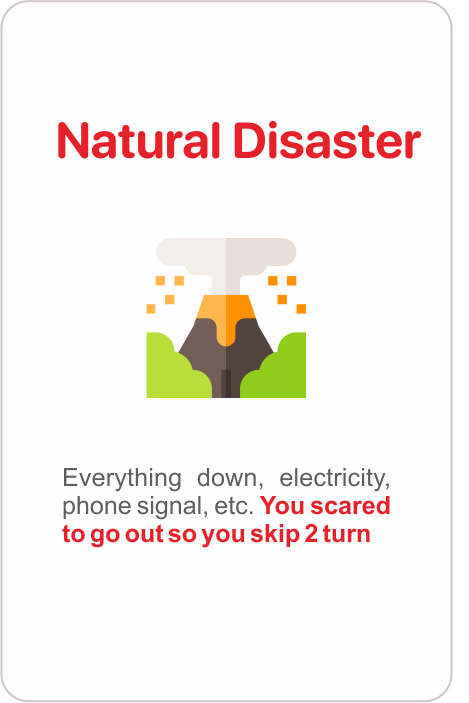 Natural Disaster
Everything down, electricity,
phone signal, etc. You scared
to go out so you skip 2 turn